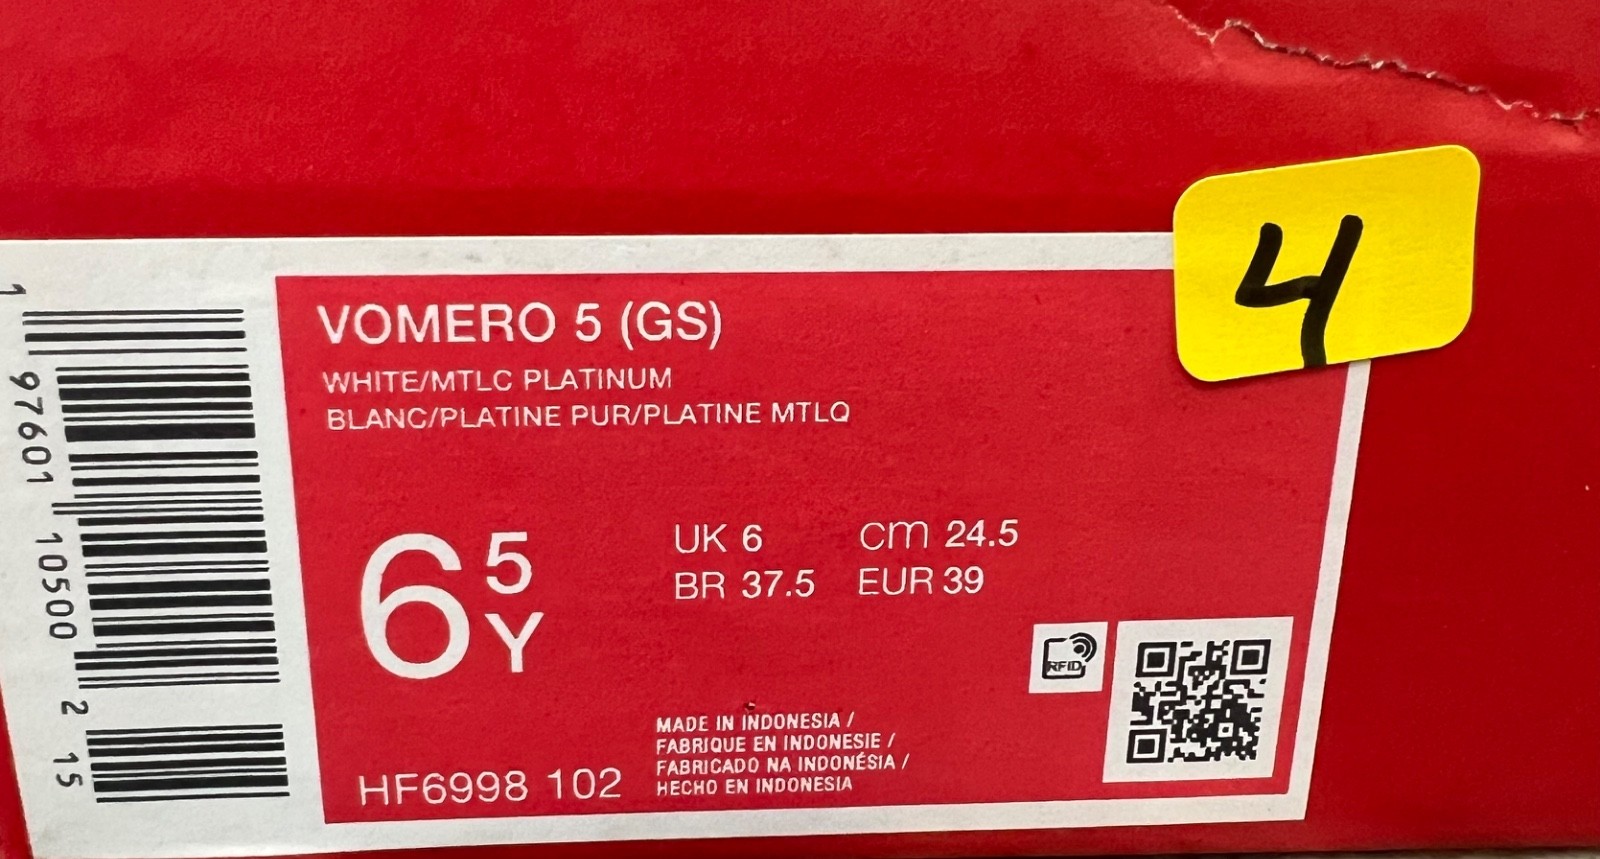 4
VOMERO 5 (GS)
WHITE/MTLC PLATINUM
BLANC/PLATINE PUR/PLATINE MTLQ
6 5 Y
UK 6 cm 24.5
BR 37.5 EUR 39
RFID
MADE IN INDONESIA /
FABRIQUE EN INDONESIE /
FABRICADO NA INDONÉSIA /
HECHO EN INDONESIA
HF6998 102
1 97601 10500 2 15